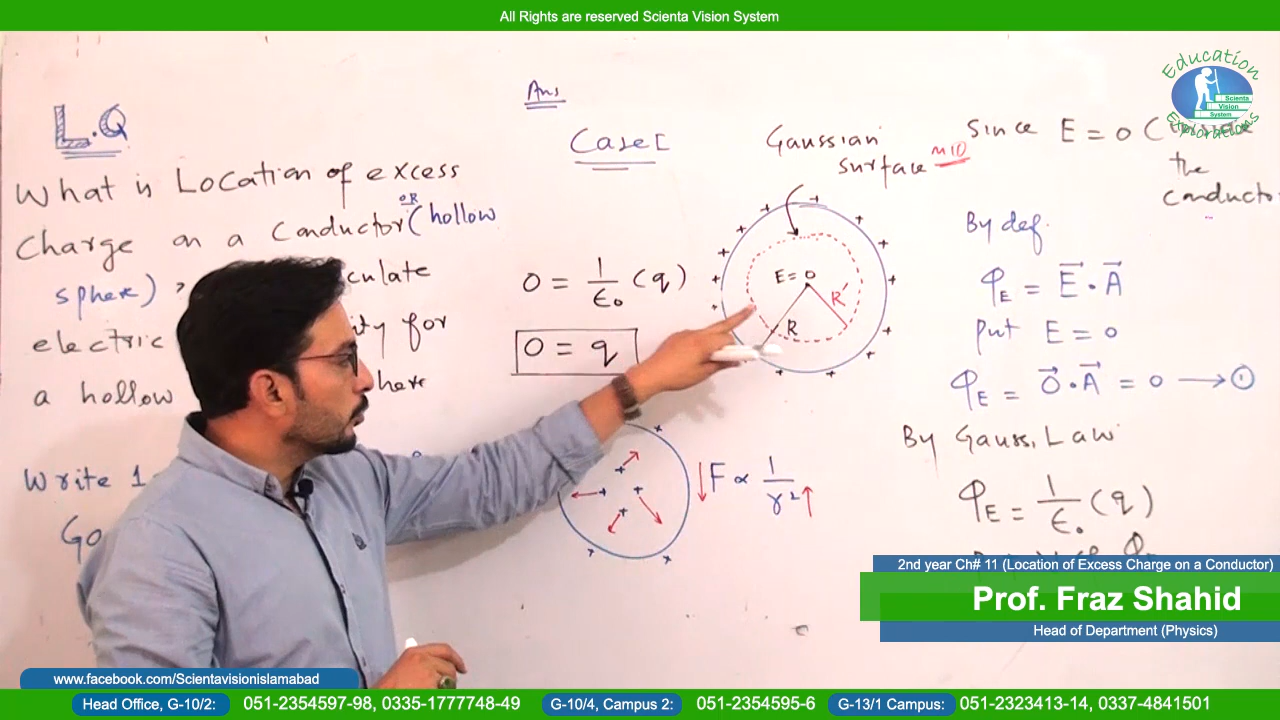 All Rights are reserved Scienta Vision System
Education
Scienta
Vision
System
Explorations
L.Q
What is Location of excess
OR
Charge on a Conductor (hollow
sphere) ,
culate
electric
ity for
a hollow
here
Write 1
Go
Ans
Case I
0 = 1/ε₀ (q)
0 = q
Gaussian
surface
E=0
R
R'
F ∝ 1/r²
Since E = 0 (
the
conducto
By def.
Φ_E = E⃗ . A⃗
put E = 0
Φ_E = 0⃗ . A⃗ = 0 → ①
By Gauss, Law
Φ_E = 1/ε₀ (q)
2nd year Ch# 11 (Location of Excess Charge on a Conductor)
Prof. Fraz Shahid
Head of Department (Physics)
www.facebook.com/Scientavisionislamabad
Head Office, G-10/2: 051-2354597-98, 0335-1777748-49 G-10/4, Campus 2: 051-2354595-6 G-13/1 Campus: 051-2323413-14, 0337-4841501